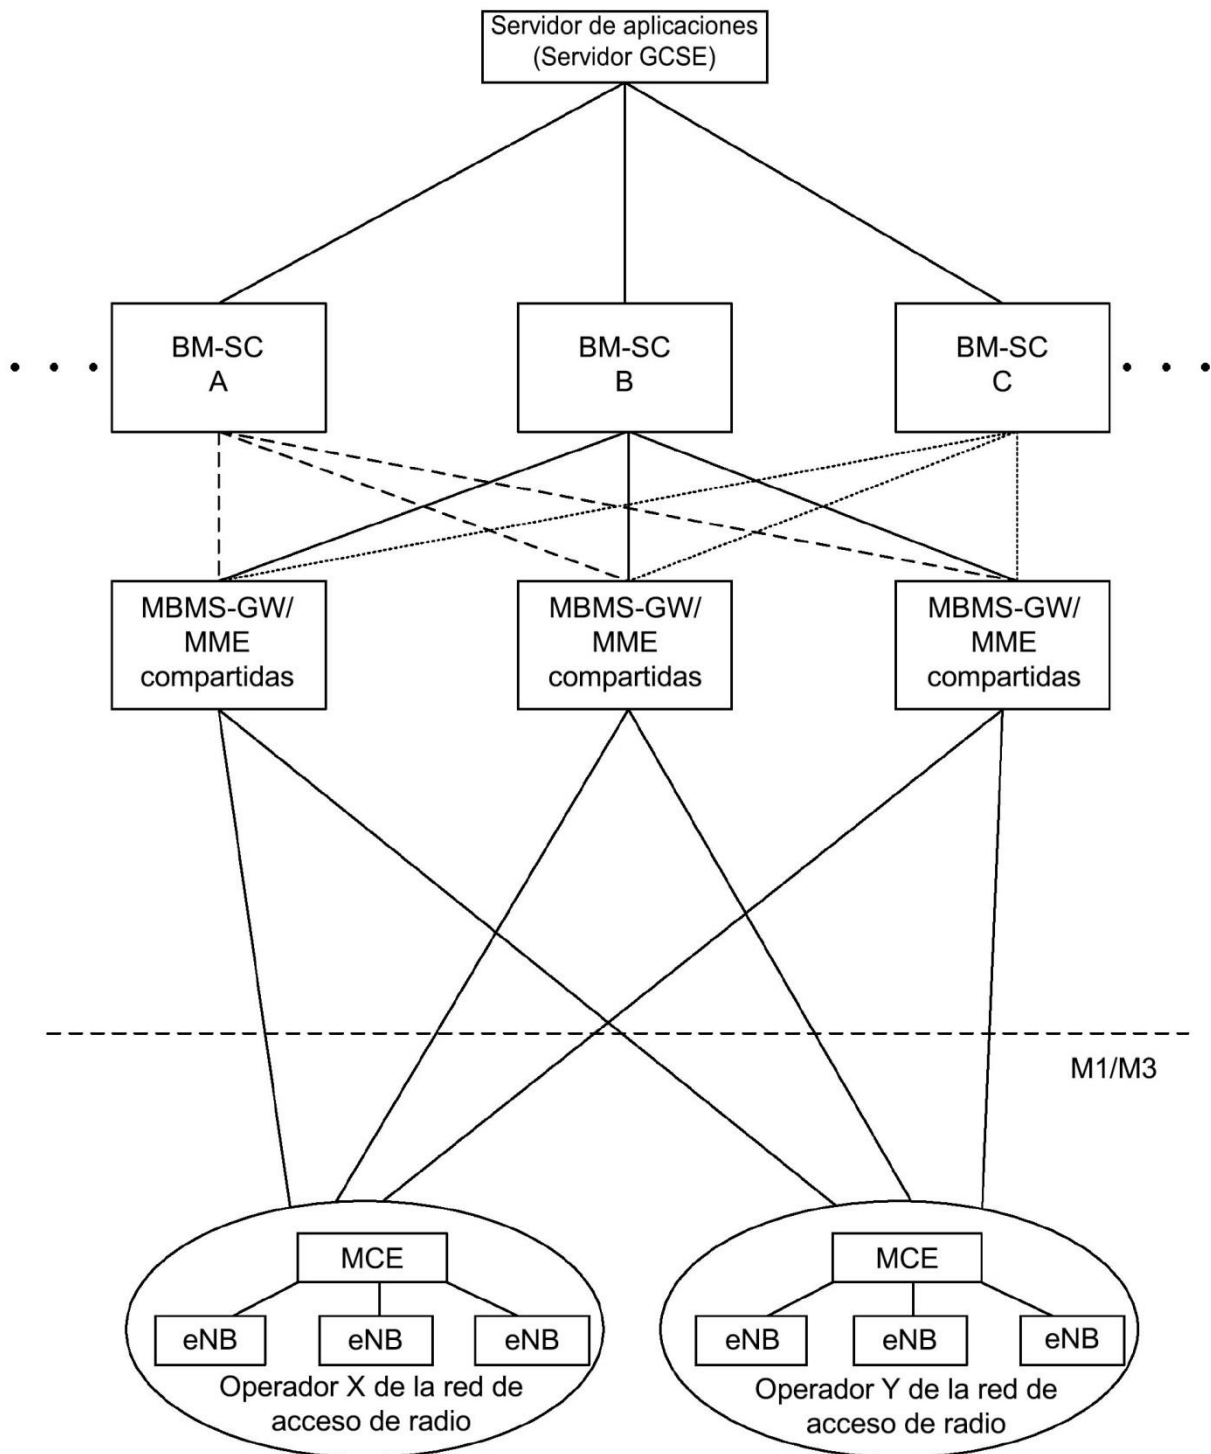 Servidor de aplicaciones
(Servidor GCSE)
BM-SC
A
BM-SC
B
BM-SC
C
MBMS-GW/
MME
compartidas
MBMS-GW/
MME
compartidas
MBMS-GW/
MME
compartidas
M1/M3
MCE
eNB
eNB
eNB
Operador X de la red de
acceso de radio
MCE
eNB
eNB
eNB
Operador Y de la red de
acceso de radio